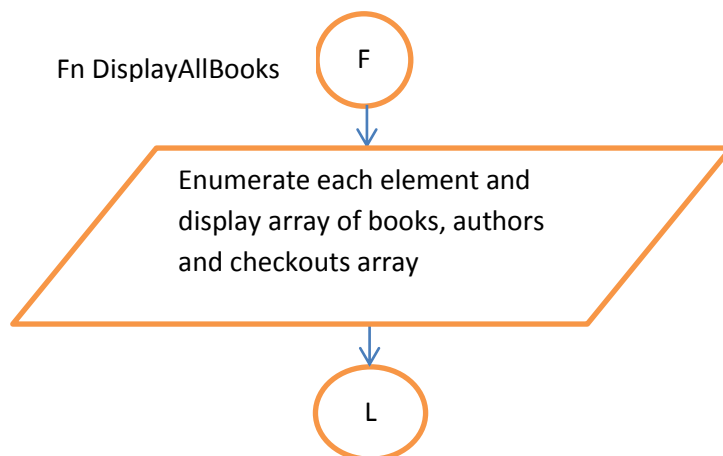 F
Fn DisplayAllBooks
Enumerate each element and
display array of books, authors
and checkouts array
L